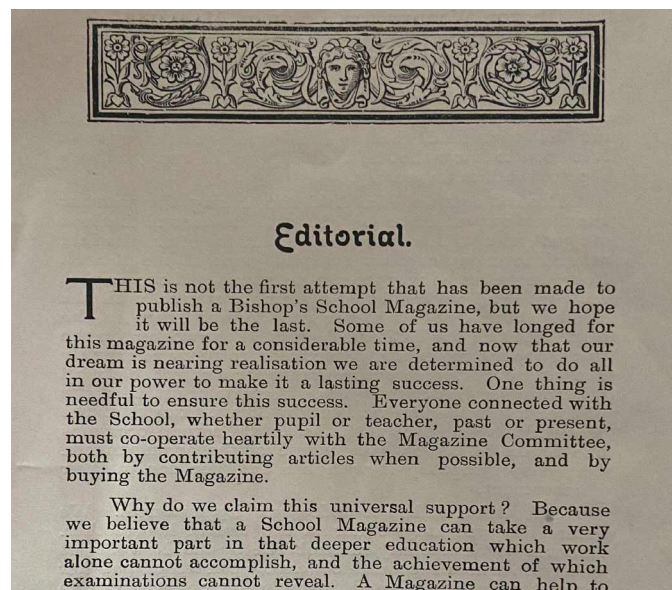 Editorial.
THIS is not the first attempt that has been made to
publish a Bishop's School Magazine, but we hope
it will be the last. Some of us have longed for
this magazine for a considerable time, and now that our
dream is nearing realisation we are determined to do all
in our power to make it a lasting success. One thing is
needful to ensure this success. Everyone connected with
the School, whether pupil or teacher, past or present,
must co-operate heartily with the Magazine Committee,
both by contributing articles when possible, and by
buying the Magazine.
Why do we claim this universal support ? Because
we believe that a School Magazine can take a very
important part in that deeper education which work
alone cannot accomplish, and the achievement of which
examinations cannot reveal. A Magazine can help to